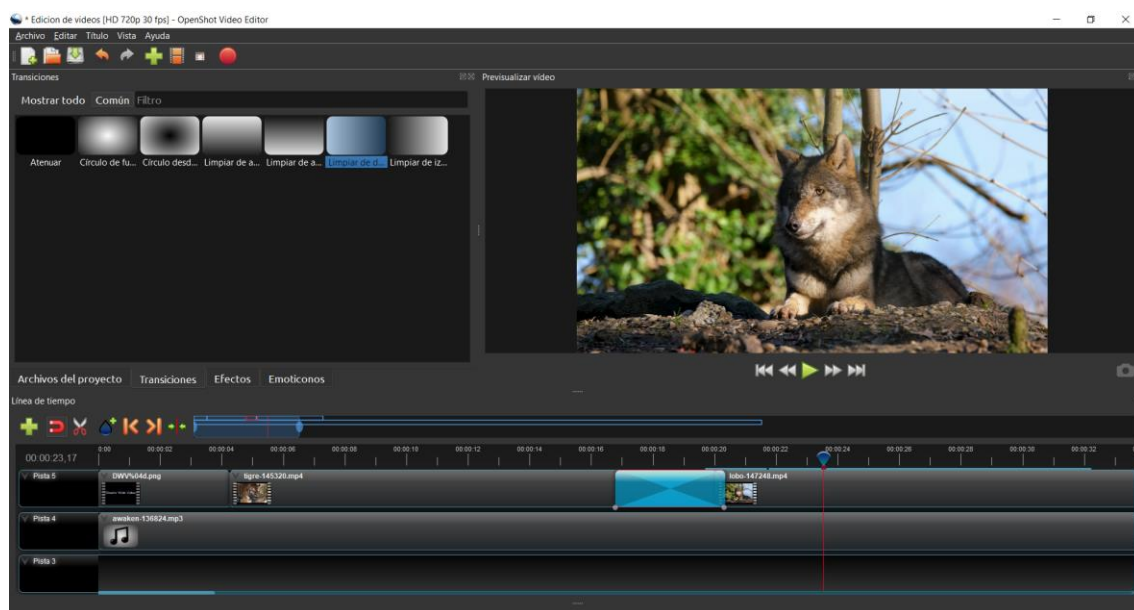 * Edicion de videos [HD 720p 30 fps] - OpenShot Video Editor
Archivo Editar Título Vista Ayuda
Transiciones
Previsualizar vídeo
Mostrar todo Común Filtro
Atenuar Círculo de fu... Círculo desd... Limpiar de a... Limpiar de a... Limpiar de d... Limpiar de iz...
Archivos del proyecto Transiciones Efectos Emoticonos
Línea de tiempo
00:00:23,17
0:00 00:00:02 00:00:04 00:00:06 00:00:08 00:00:10 00:00:12 00:00:14 00:00:16 00:00:18 00:00:20 00:00:22 00:00:24 00:00:26 00:00:28 00:00:30 00:00:32
Pista 5 DWV%04d.png tigre-145320.mp4 lobo-147248.mp4
Pista 4 awaken-136824.mp3
Pista 3